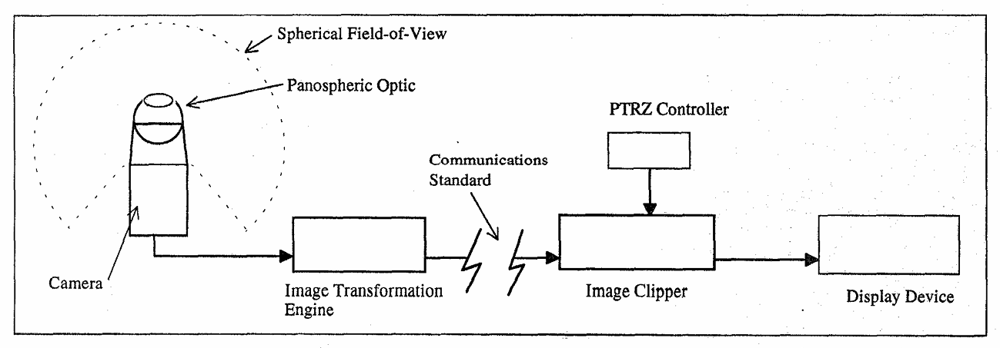 Spherical Field-of-View
Panospheric Optic
PTRZ Controller
Communications
Standard
Camera
Image Transformation
Engine
Image Clipper
Display Device